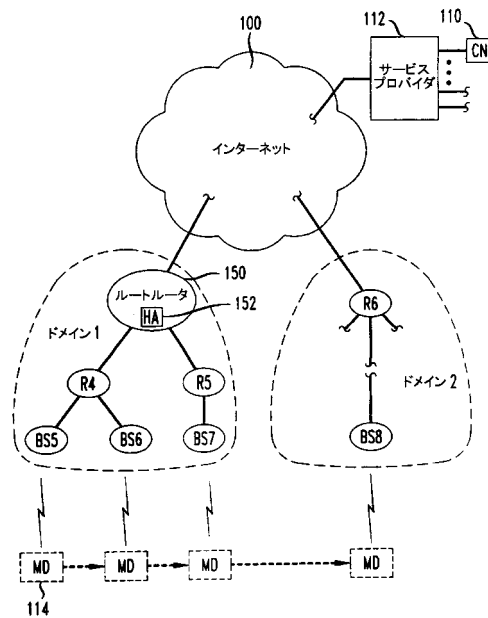 100
112
110
サービス
プロバイダ
CN
インターネット
150
ルートルータ
152
HA
ドメイン1
R4
R5
BS5
BS6
BS7
R6
ドメイン2
BS8
MD
MD
MD
MD
114